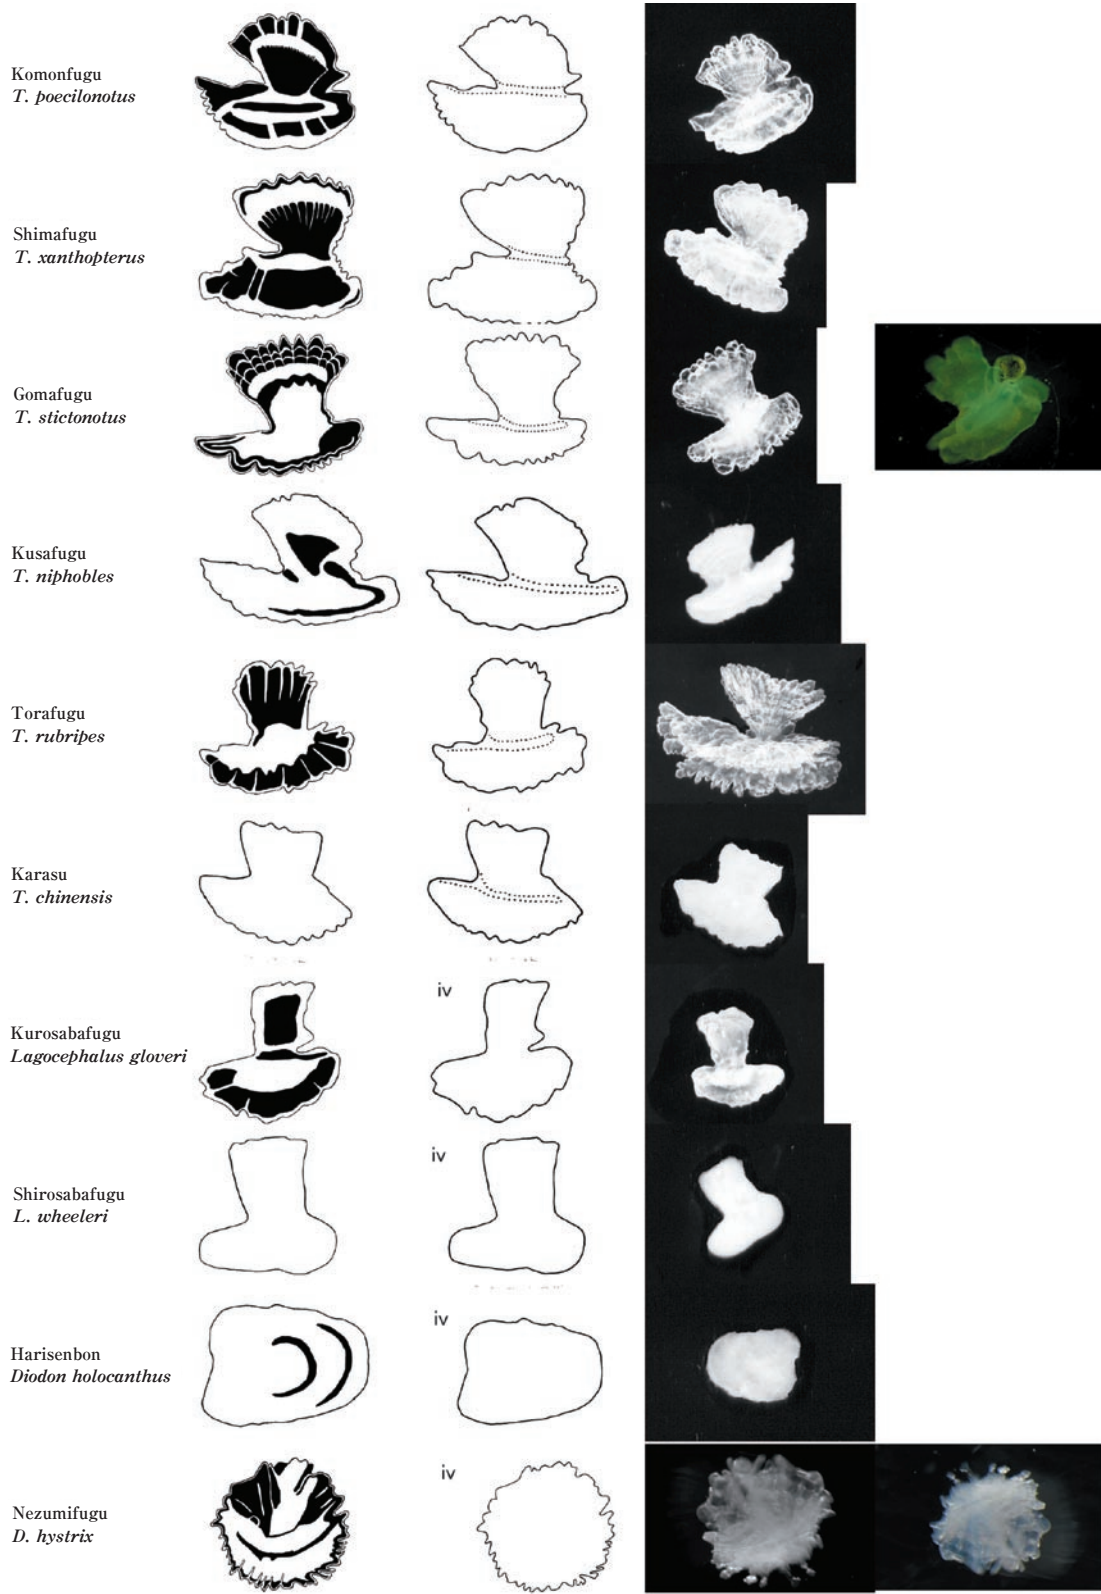 Komonfugu
T. poecilonotus
Shimafugu
T. xanthopterus
Gomafugu
T. stictonotus
Kusafugu
T. niphobles
Torafugu
T. rubripes
Karasu
T. chinensis
iv
Kurosabafugu
Lagocephalus gloveri
iv
Shirosabafugu
L. wheeleri
iv
Harisenbon
Diodon holocanthus
iv
Nezumifugu
D. hystrix